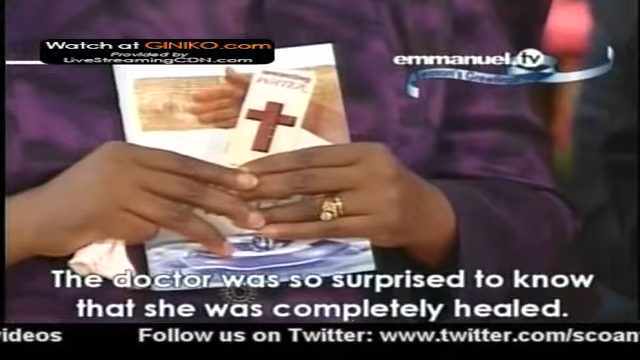 Watch at GINIKO.com
Provided by
LiveStreamingCDN.com
emmanuel.tv
WATER
The doctor was so surprised to know
that she was completely healed.
videos Follow us on Twitter: www.twitter.com/scoan